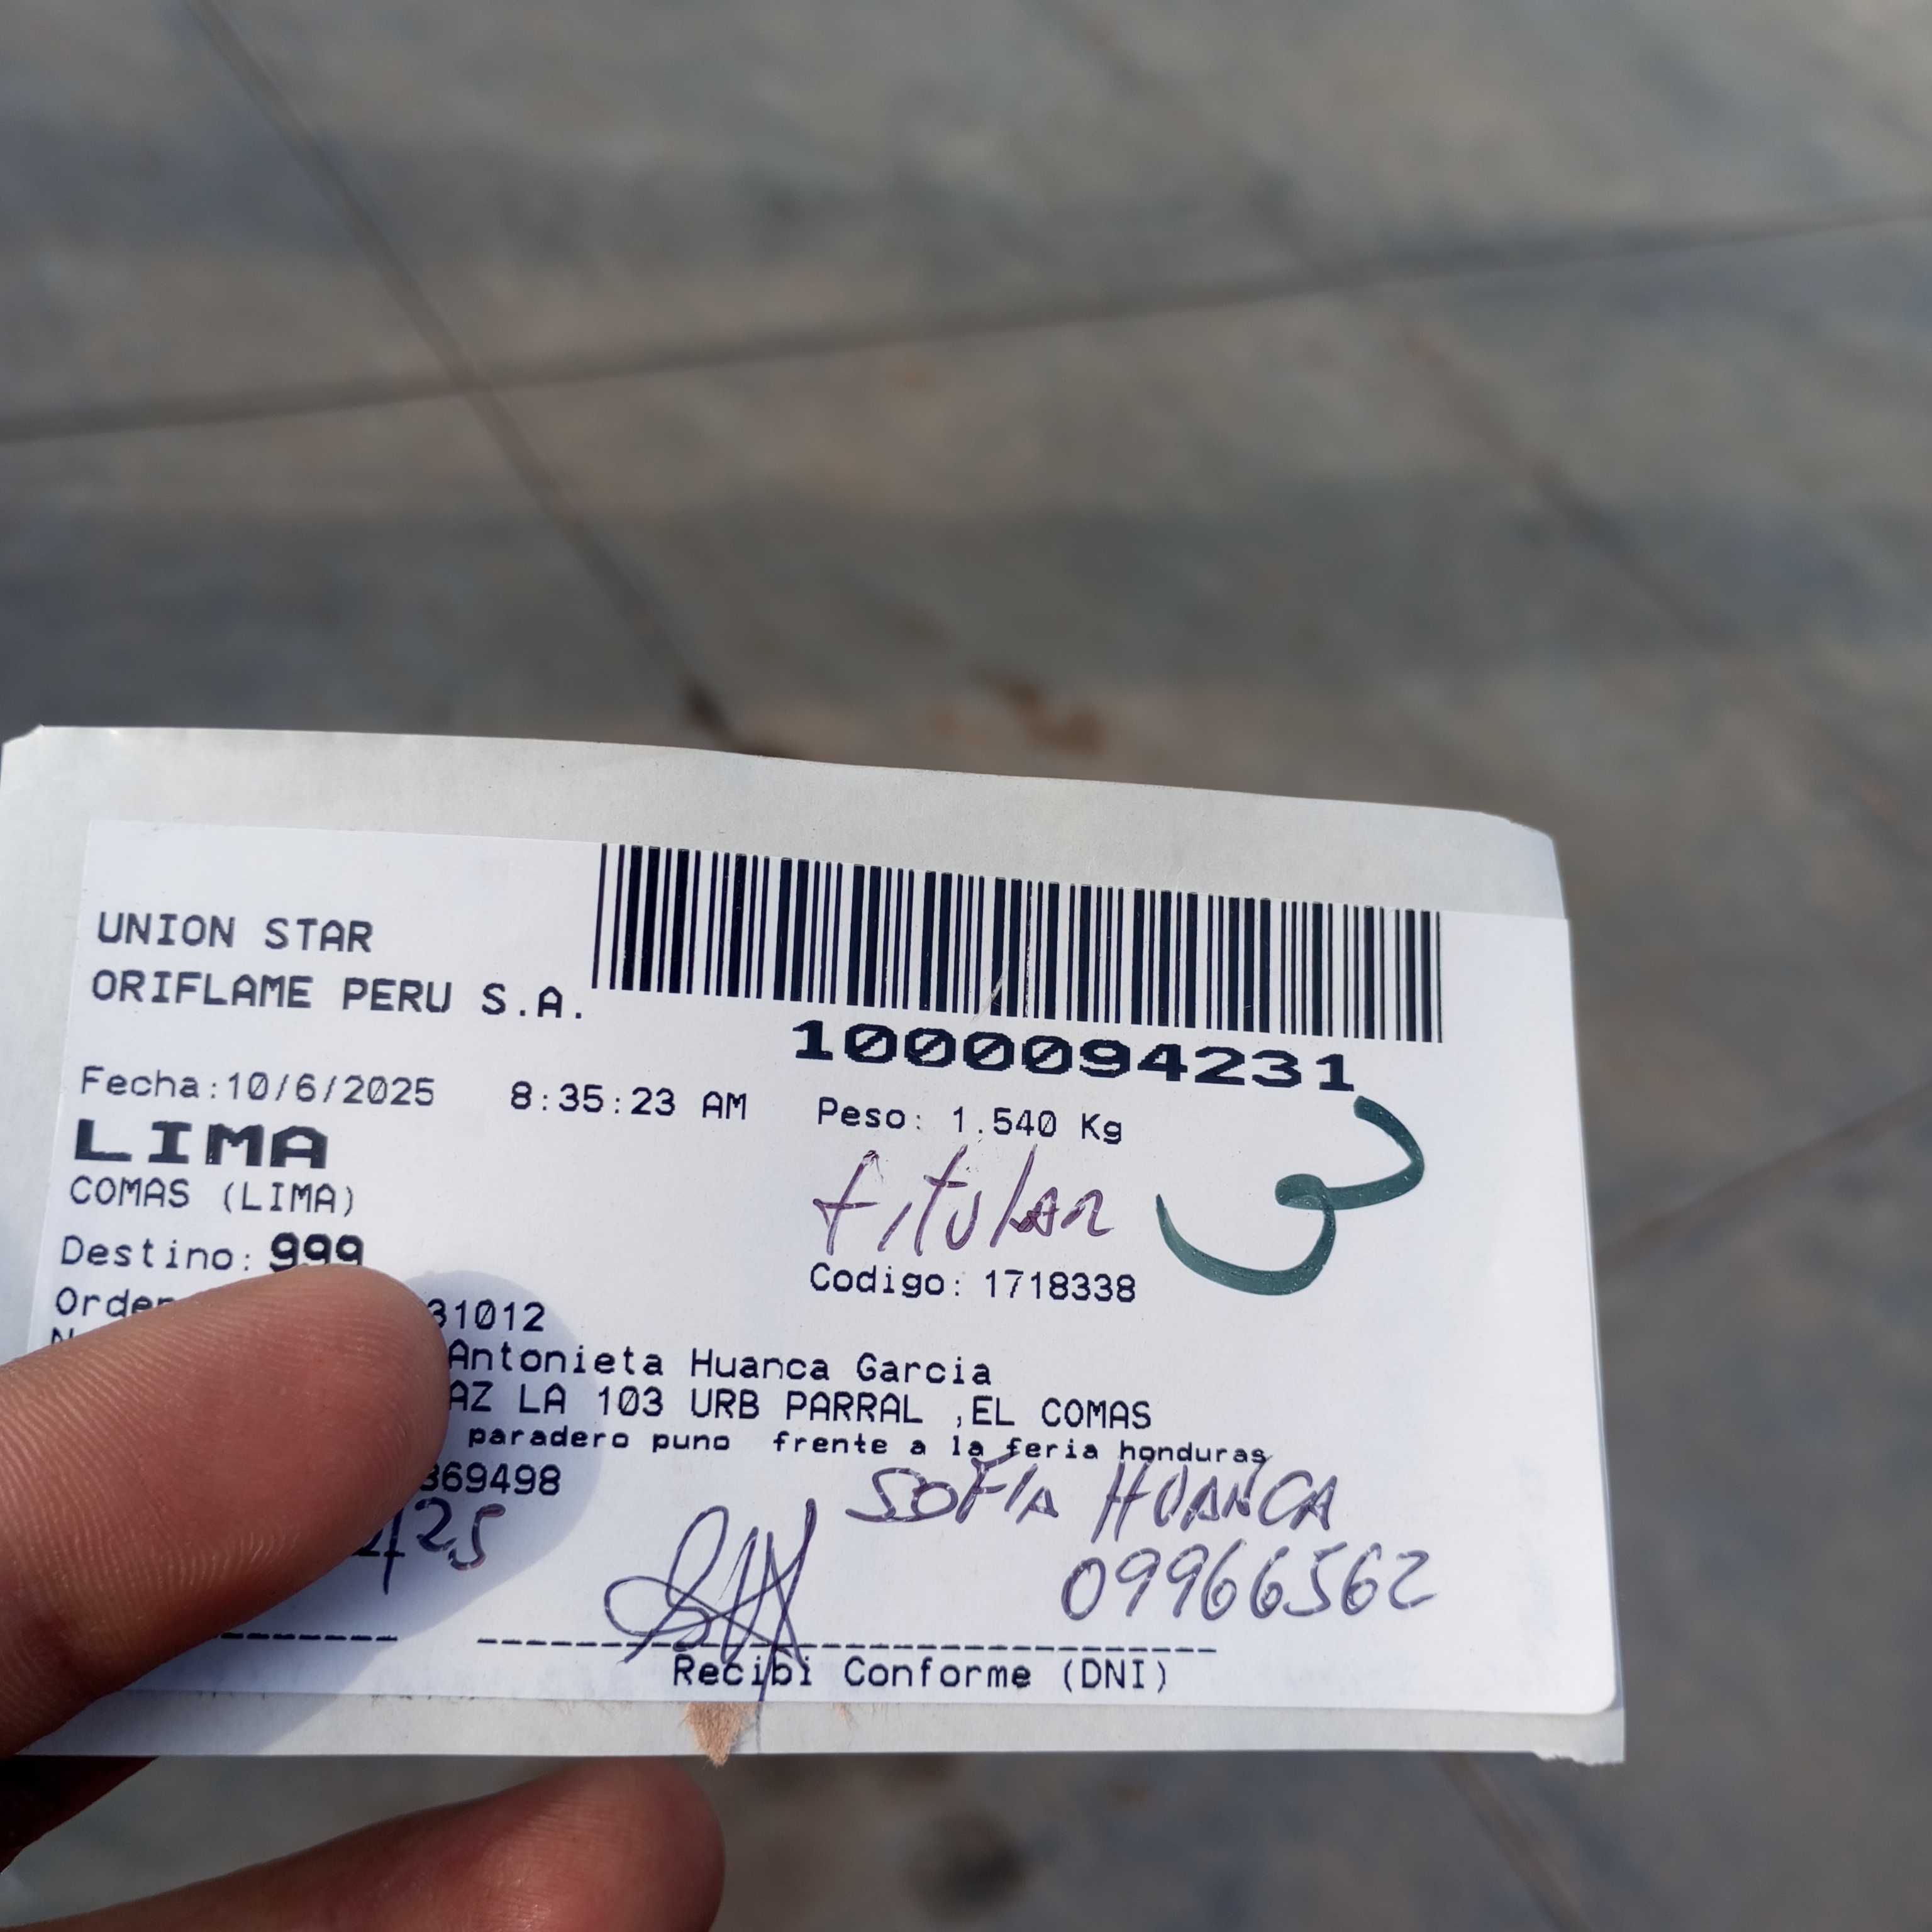 UNION STAR
ORIFLAME PERU S.A.
1000094231
Fecha:10/6/2025 8:35:23 AM Peso: 1.540 Kg
LIMA
titular
COMAS (LIMA)
Destino: 999
Codigo: 1718338
31012
Antonieta Huanca Garcia
AZ LA 103 URB PARRAL ,EL COMAS
paradero puno frente a la feria honduras
369498
SOFIA HUANCA
/25
09966562
Recibi Conforme (DNI)